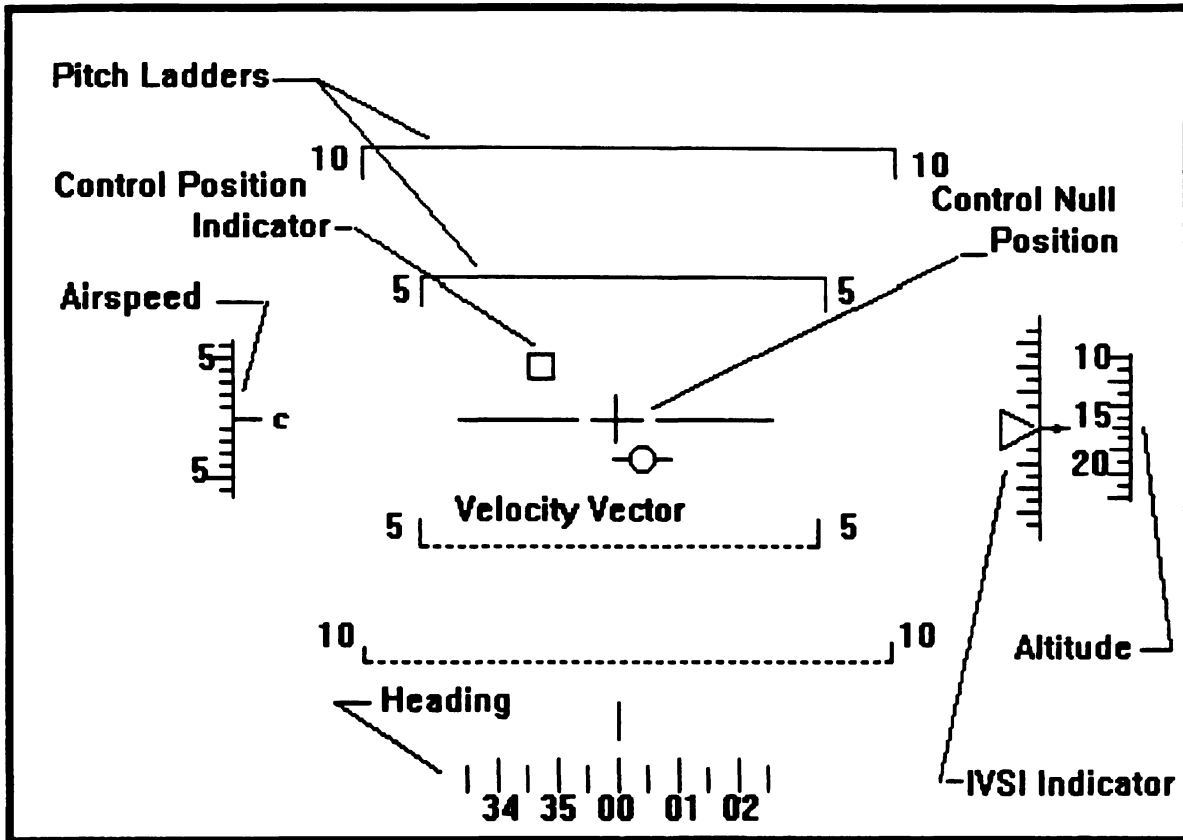 Pitch Ladders
10 10
Control Position
Indicator
Control Null
Position
5 5
Airspeed
5
c
5
10
15
20
Velocity Vector
5 5
10 10
Altitude
Heading
34 35 00 01 02
IVSI Indicator